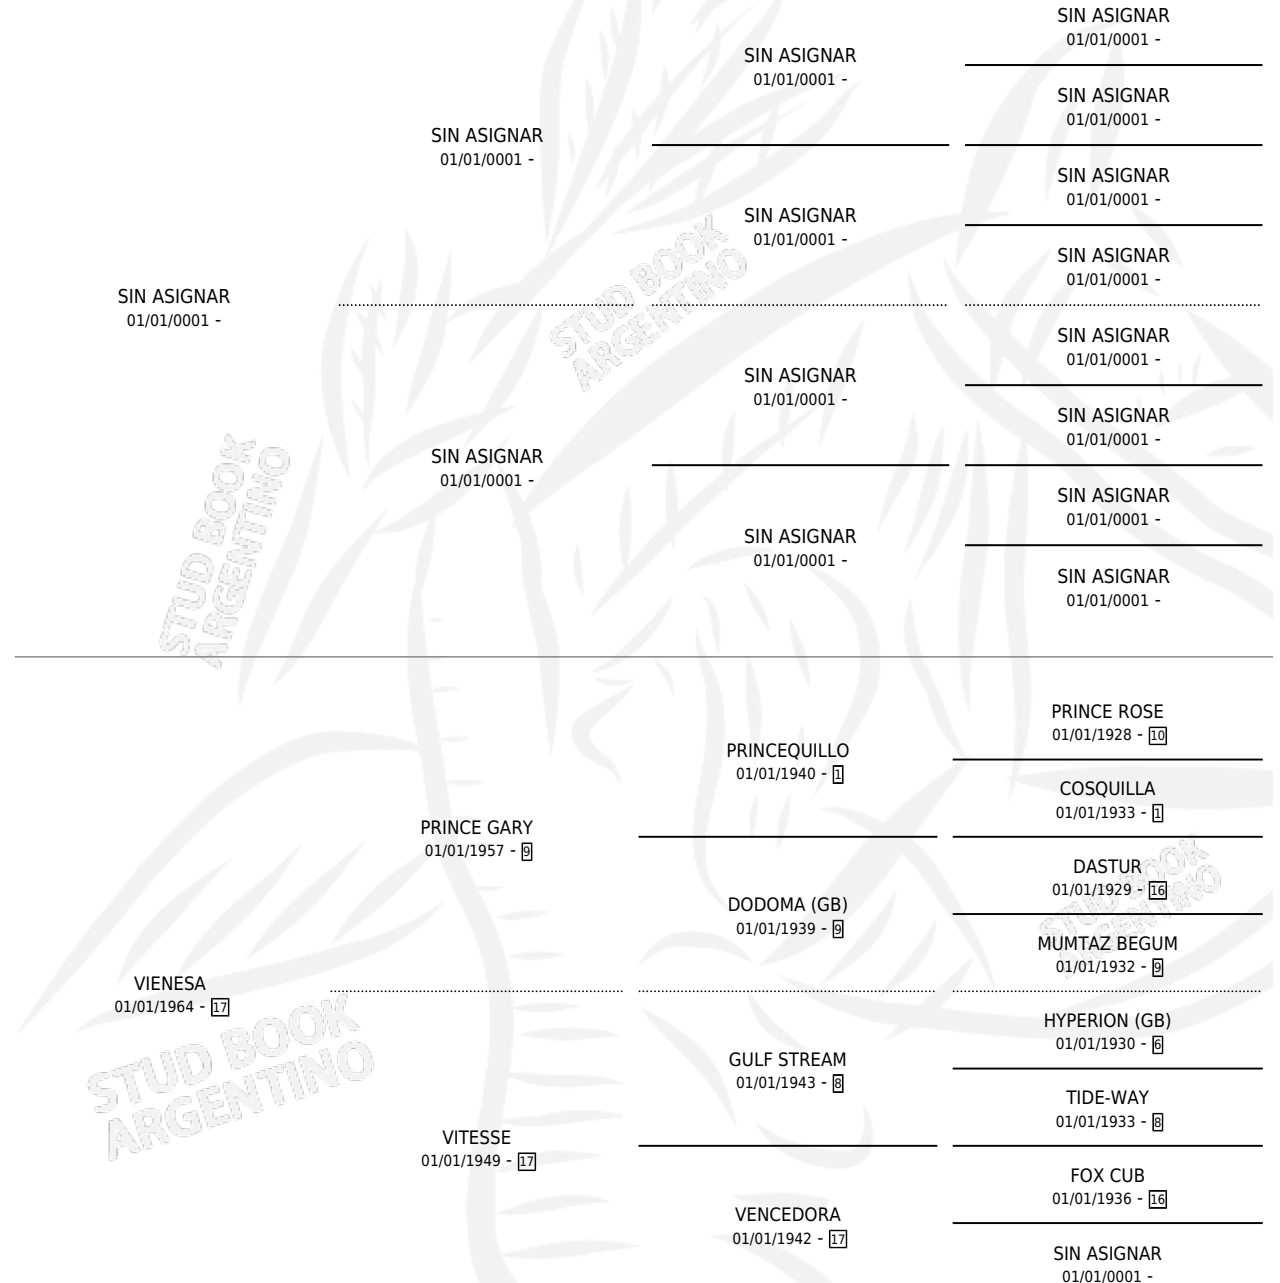 SIN ASIGNAR
01/01/0001 -
SIN ASIGNAR
01/01/0001 -
SIN ASIGNAR
01/01/0001 -
SIN ASIGNAR
01/01/0001 -
SIN ASIGNAR
01/01/0001 -
SIN ASIGNAR
01/01/0001 -
SIN ASIGNAR
01/01/0001 -
STUD BOOK
ARGENTINO
SIN ASIGNAR
01/01/0001 -
SIN ASIGNAR
01/01/0001 -
SIN ASIGNAR
01/01/0001 -
SIN ASIGNAR
01/01/0001 -
SIN ASIGNAR
01/01/0001 -
SIN ASIGNAR
01/01/0001 -
STUD BOOK
ARGENTINO
SIN ASIGNAR
01/01/0001 -
SIN ASIGNAR
01/01/0001 -
PRINCE ROSE
01/01/1928 - 10
PRINCEQUILLO
01/01/1940 - 1
COSQUILLA
01/01/1933 - 1
PRINCE GARY
01/01/1957 - 9
DASTUR
01/01/1929 - 16
DODOMA (GB)
01/01/1939 - 9
STUD BOOK
ARGENTINO
MUMTAZ BEGUM
01/01/1932 - 9
VIENESA
01/01/1964 - 17
HYPERION (GB)
01/01/1930 - 6
STUD BOOK
ARGENTINO
GULF STREAM
01/01/1943 - 8
TIDE-WAY
01/01/1933 - 8
VITESSE
01/01/1949 - 17
FOX CUB
01/01/1936 - 16
VENCEDORA
01/01/1942 - 17
SIN ASIGNAR
01/01/0001 -